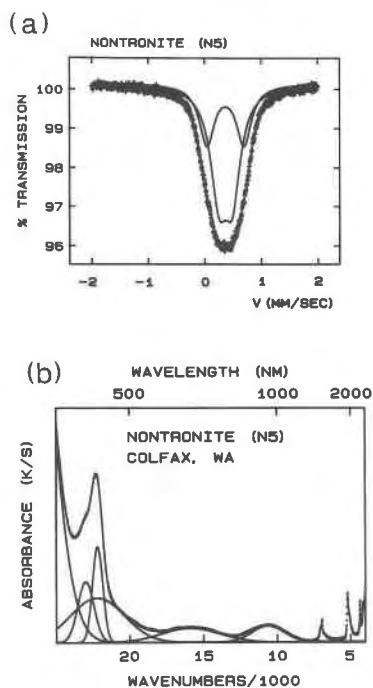 (a)
NONTRONITE (N5)
% TRANSMISSION
100
99
98
97
96
-2 -1 0 1 2
V (MM/SEC)
(b)
WAVELENGTH (NM)
500 1000 2000
NONTRONITE (N5)
COLFAX, WA
ABSORBANCE (K/S)
20 15 10 5
WAVENUMBERS/1000